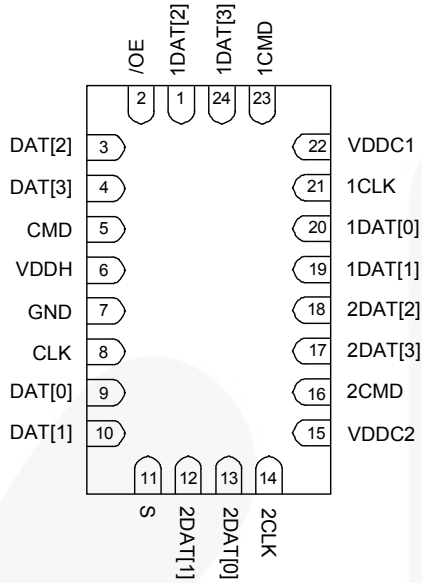 /OE
1DAT[2]
1DAT[3]
1CMD
2
1
24
23
DAT[2] 3
22 VDDC1
DAT[3] 4
21 1CLK
CMD 5
20 1DAT[0]
VDDH 6
19 1DAT[1]
GND 7
18 2DAT[2]
CLK 8
17 2DAT[3]
DAT[0] 9
16 2CMD
DAT[1] 10
15 VDDC2
11
12
13
14
S
2DAT[1]
2DAT[0]
2CLK